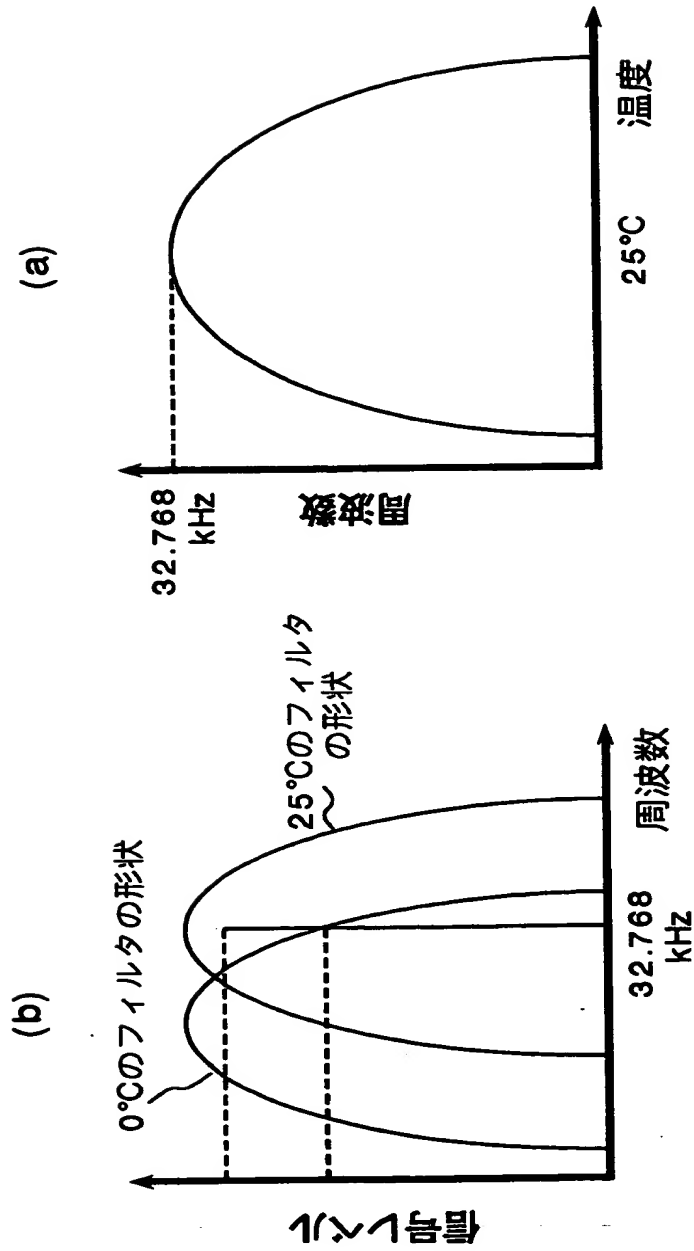 (a)
32.768
kHz
周波数
25°C
温度
(b)
0°Cのフィルタの形状
25°Cのフィルタ
の形状
信号レベル
32.768
kHz
周波数